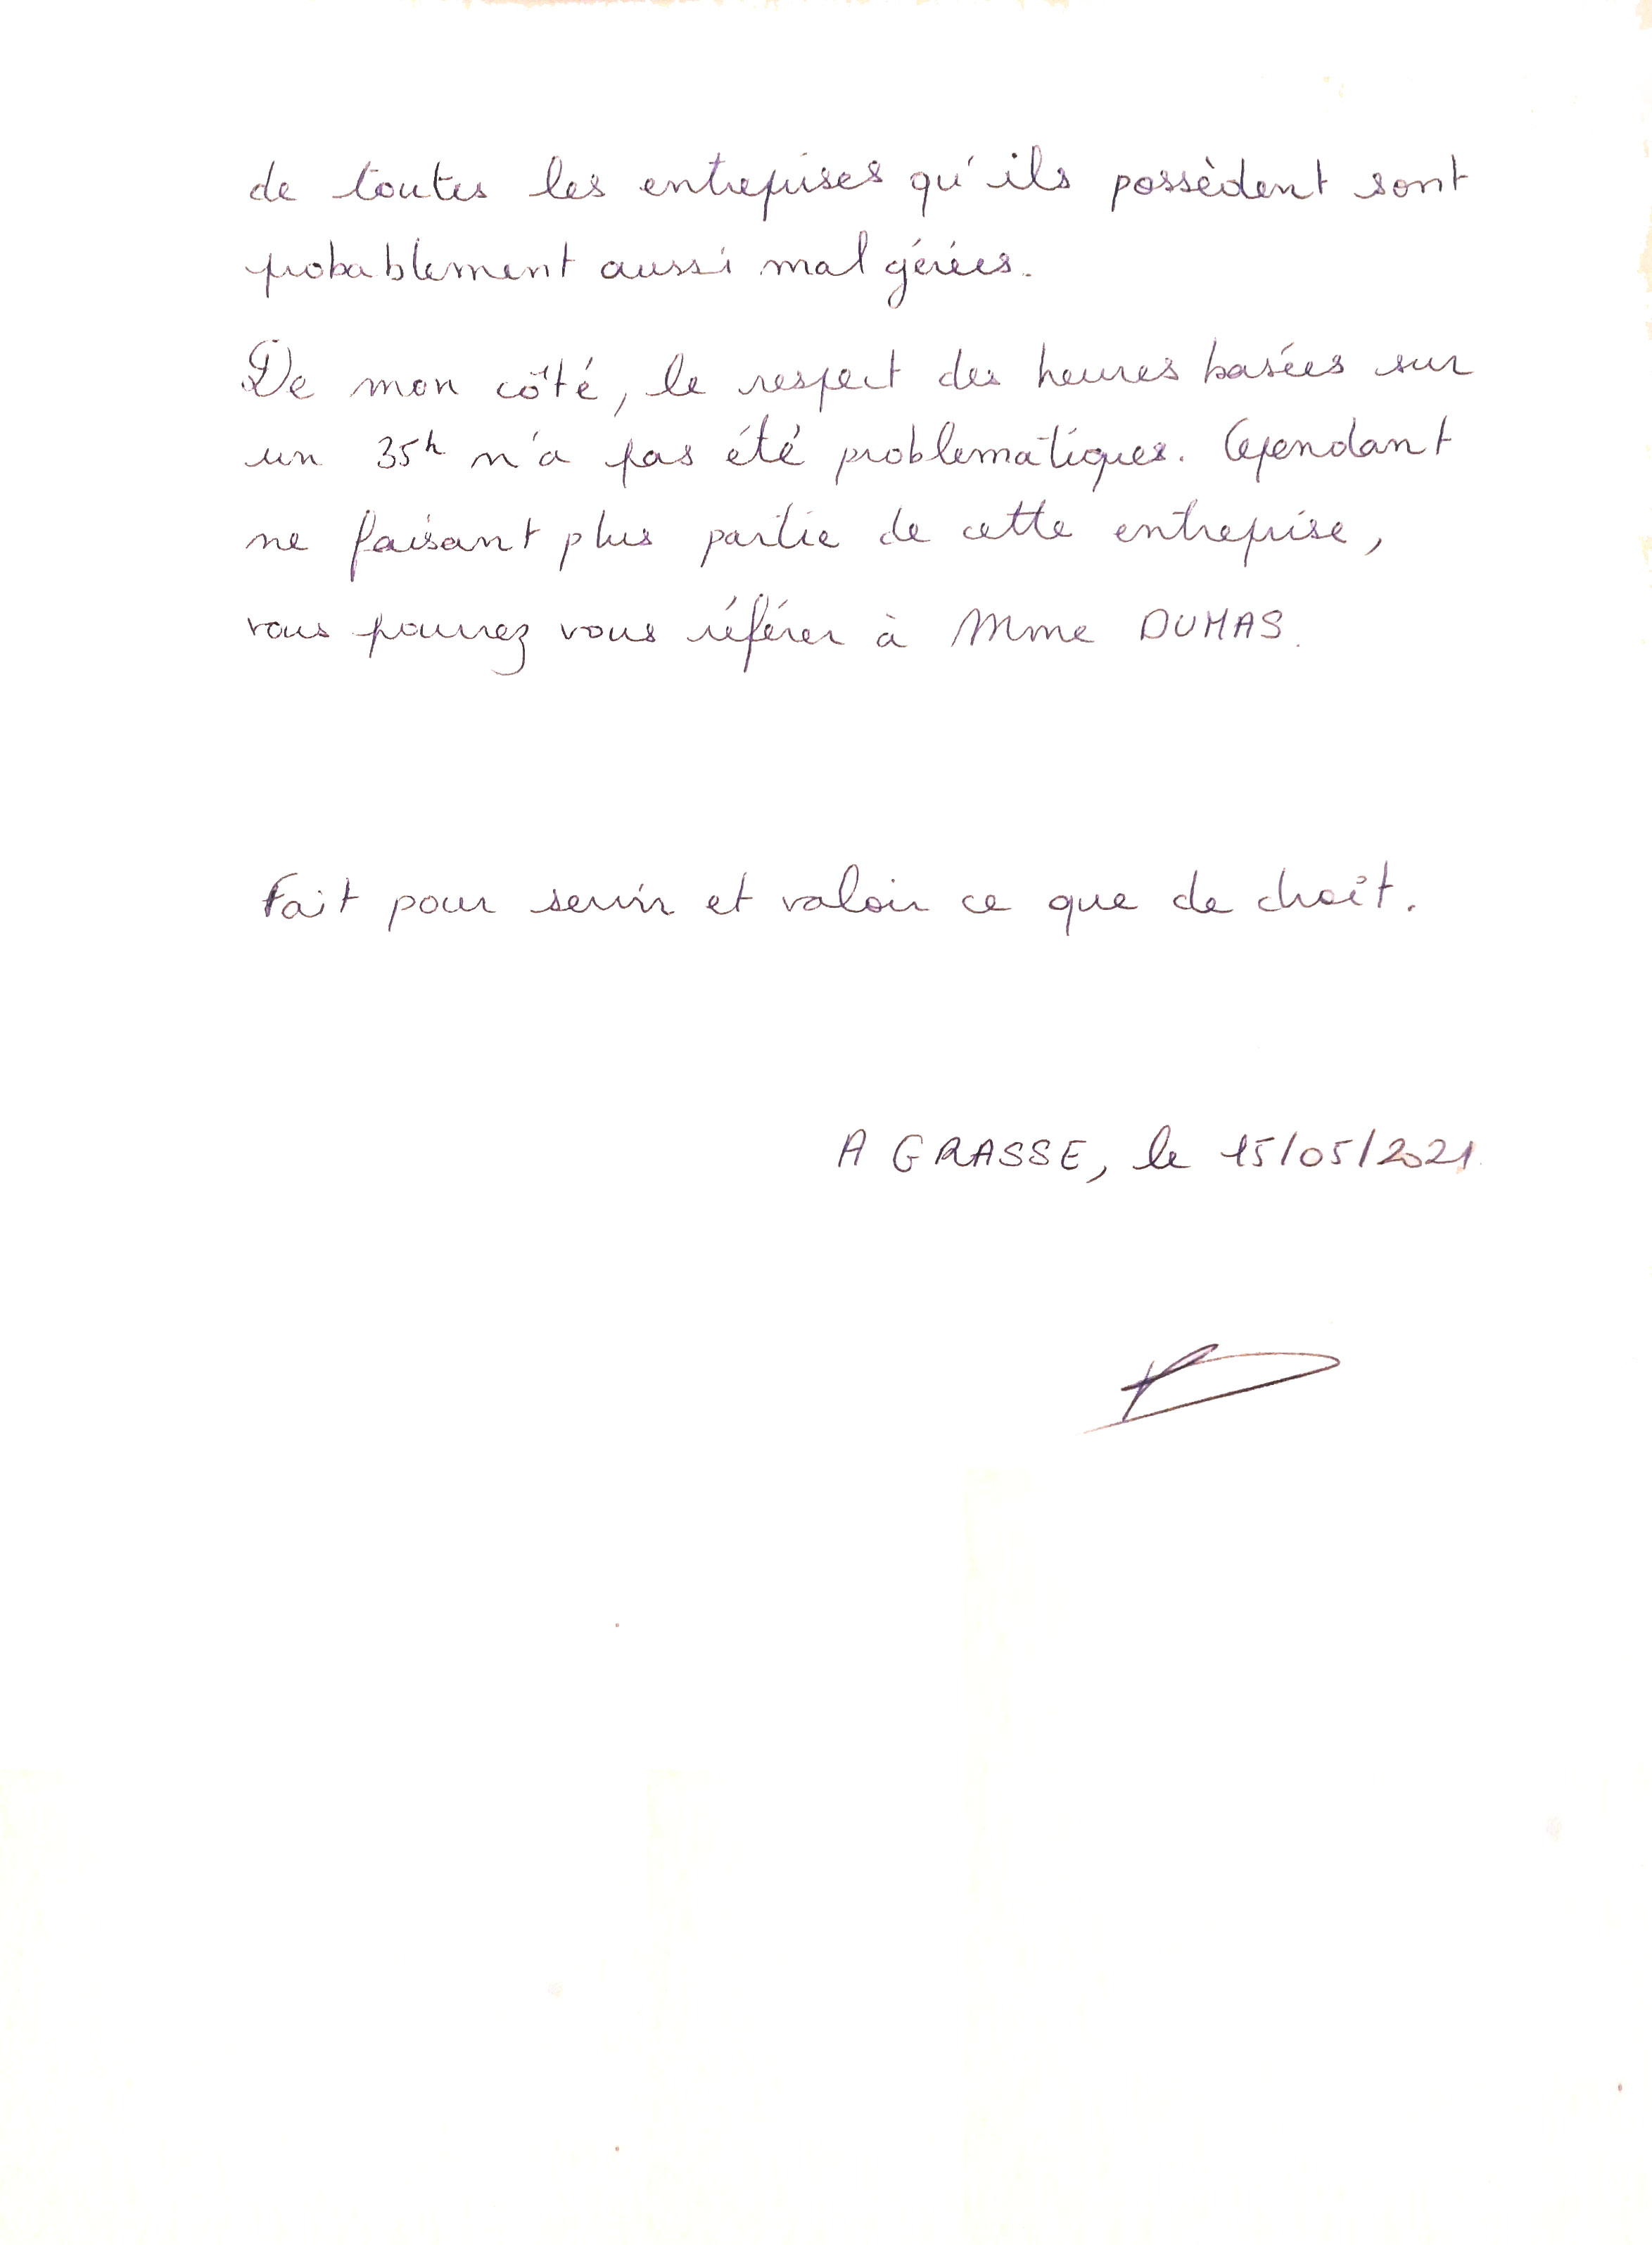 de toutes les entreprises qu'ils possèdent sont
probablement aussi mal gérées.
De mon côté, le respect des heures basées sur
un 35h n'a pas été problematiques. Cependant
ne faisant plus partie de cette entreprise,
vous pourrez vous référer à Mme DUMAS.
Fait pour servir et valoir ce que de droit.
A GRASSE, le 15/05/2021